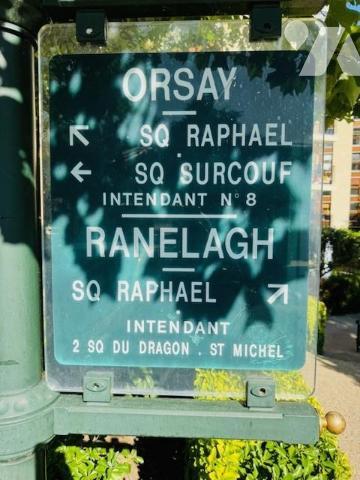 ORSAY
↖ SQ RAPHAEL
← SQ SURCOUF
INTENDANT N° 8
RANELAGH
SQ RAPHAEL ↗
INTENDANT
2 SQ DU DRAGON . ST MICHEL